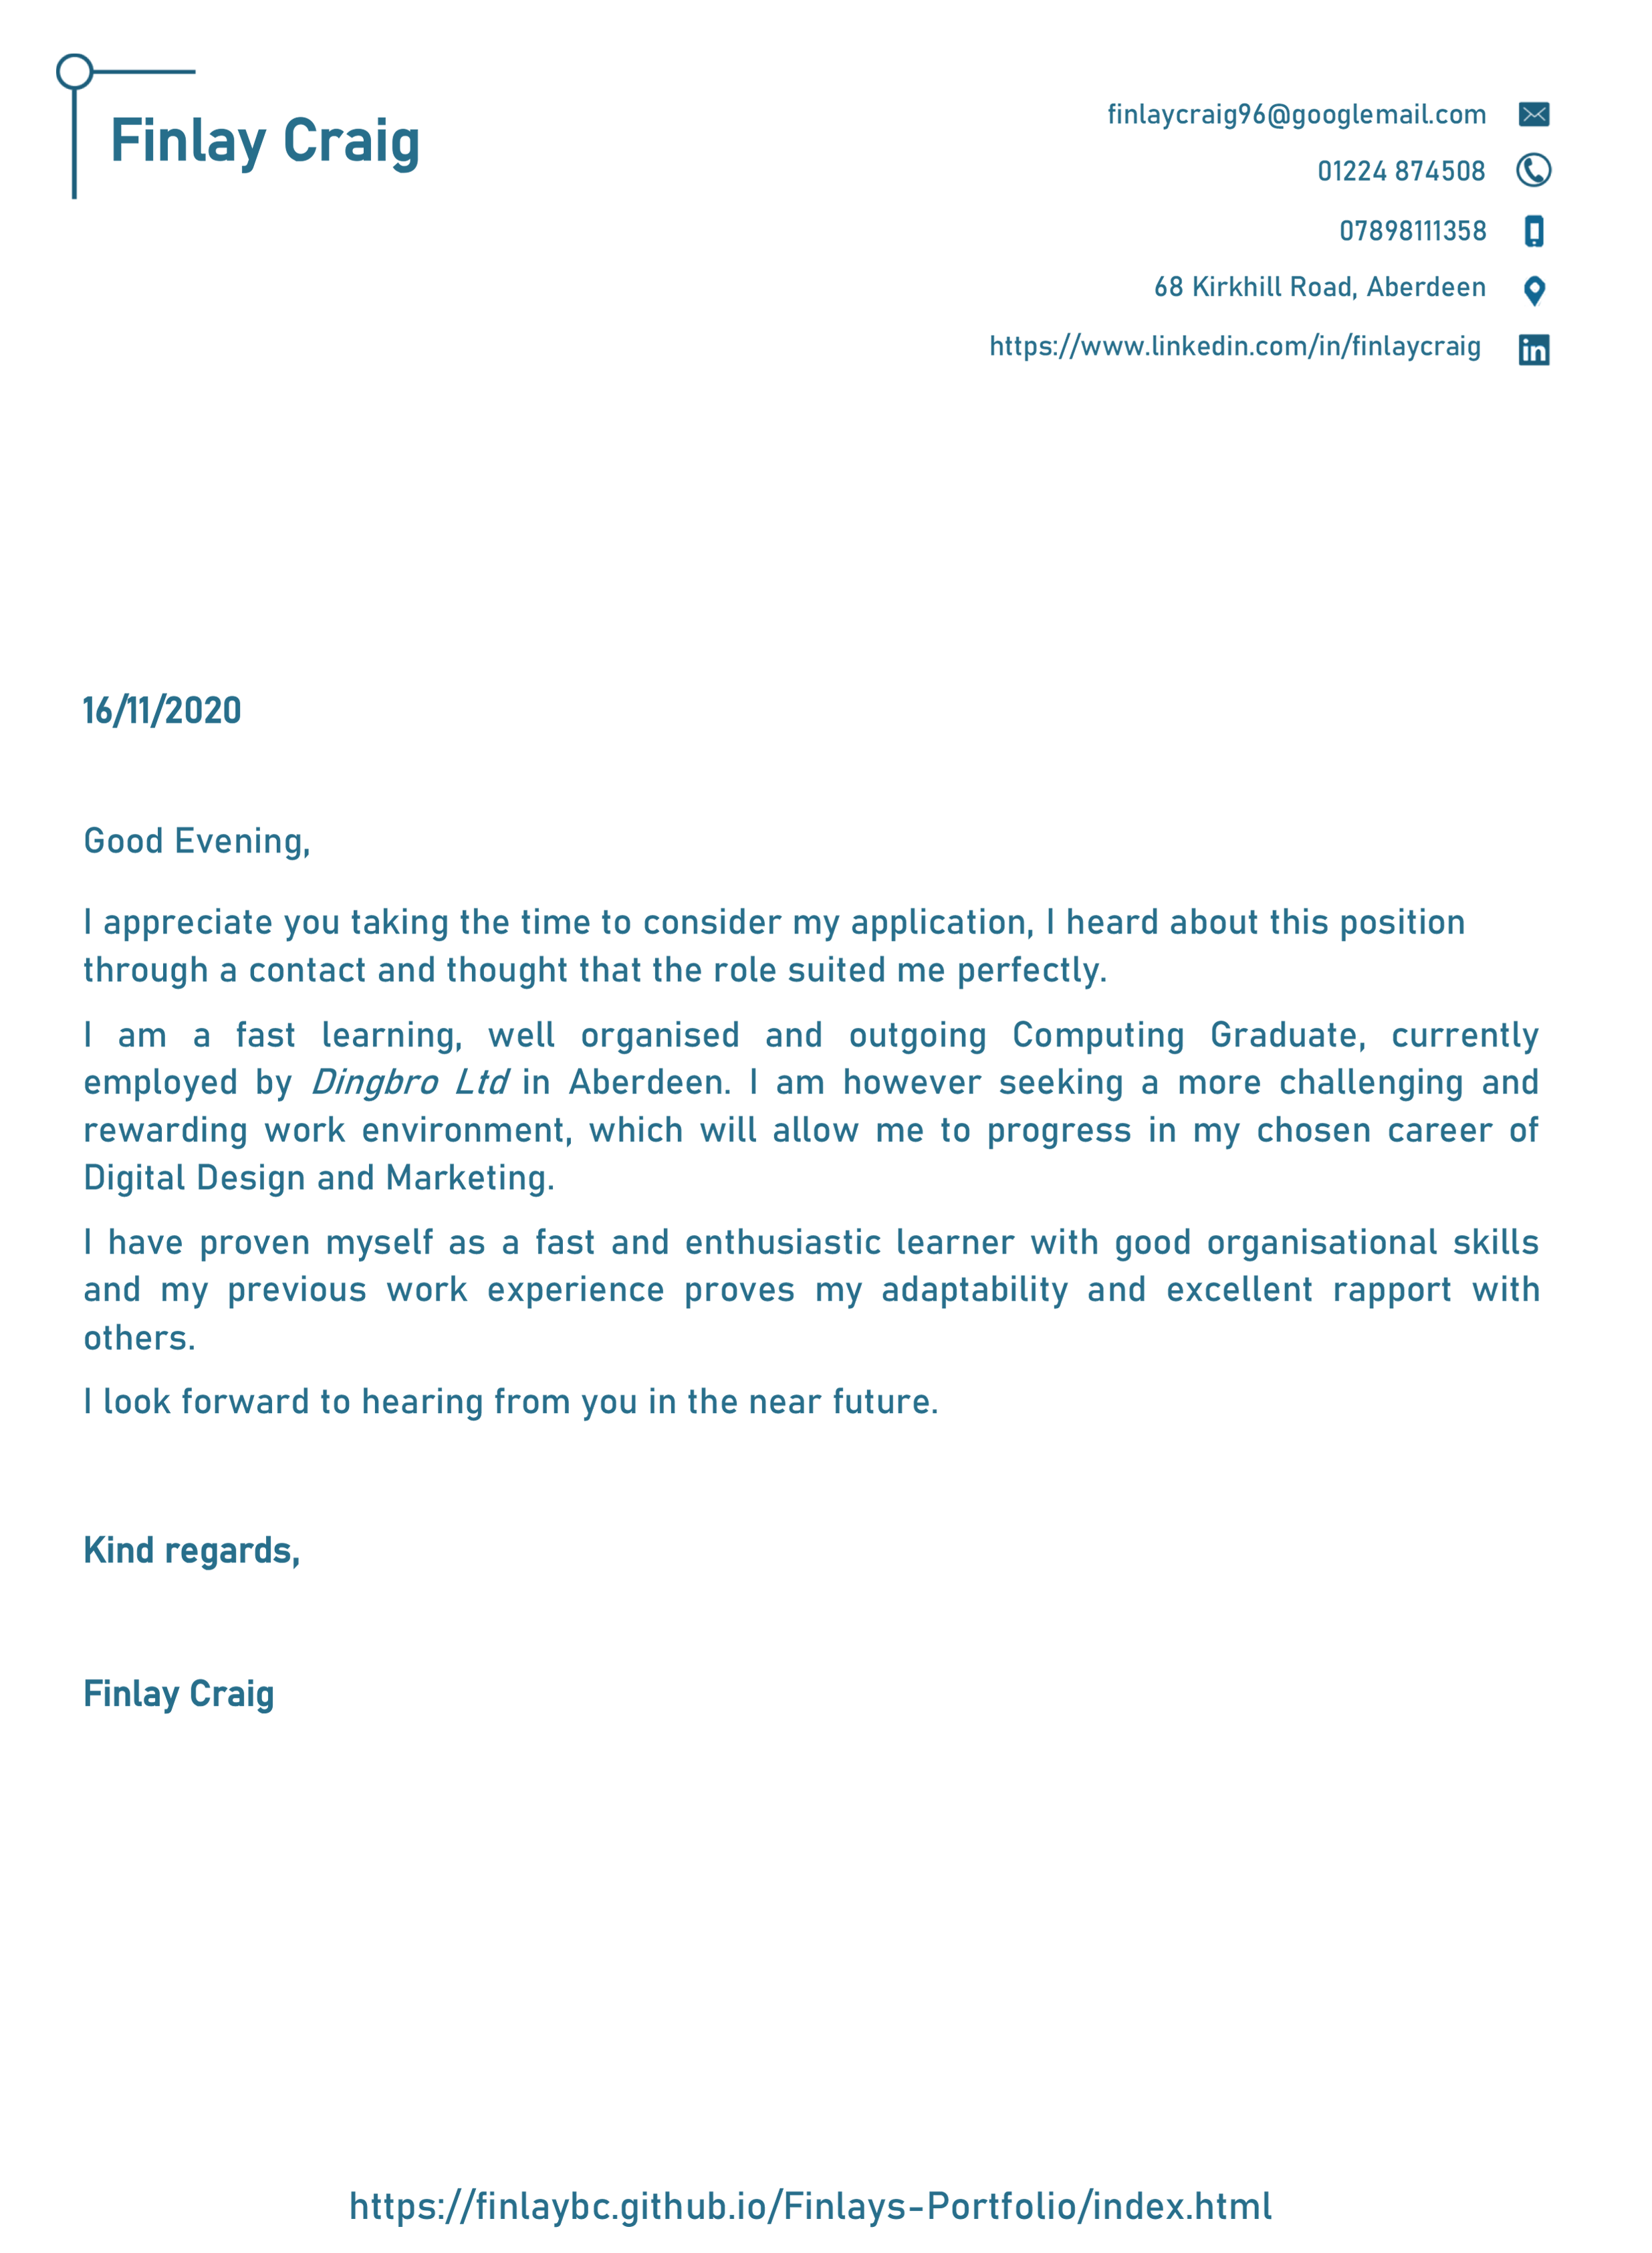 Finlay Craig
finlaycraig96@googlemail.com
01224 874508
07898111358
68 Kirkhill Road, Aberdeen
https://www.linkedin.com/in/finlaycraig
in
16/11/2020
Good Evening,
I appreciate you taking the time to consider my application, I heard about this position
through a contact and thought that the role suited me perfectly.
I am a fast learning, well organised and outgoing Computing Graduate, currently
employed by Dingbro Ltd in Aberdeen. I am however seeking a more challenging and
rewarding work environment, which will allow me to progress in my chosen career of
Digital Design and Marketing.
I have proven myself as a fast and enthusiastic learner with good organisational skills
and my previous work experience proves my adaptability and excellent rapport with
others.
I look forward to hearing from you in the near future.
Kind regards,
Finlay Craig
https://finlaybc.github.io/Finlays-Portfolio/index.html